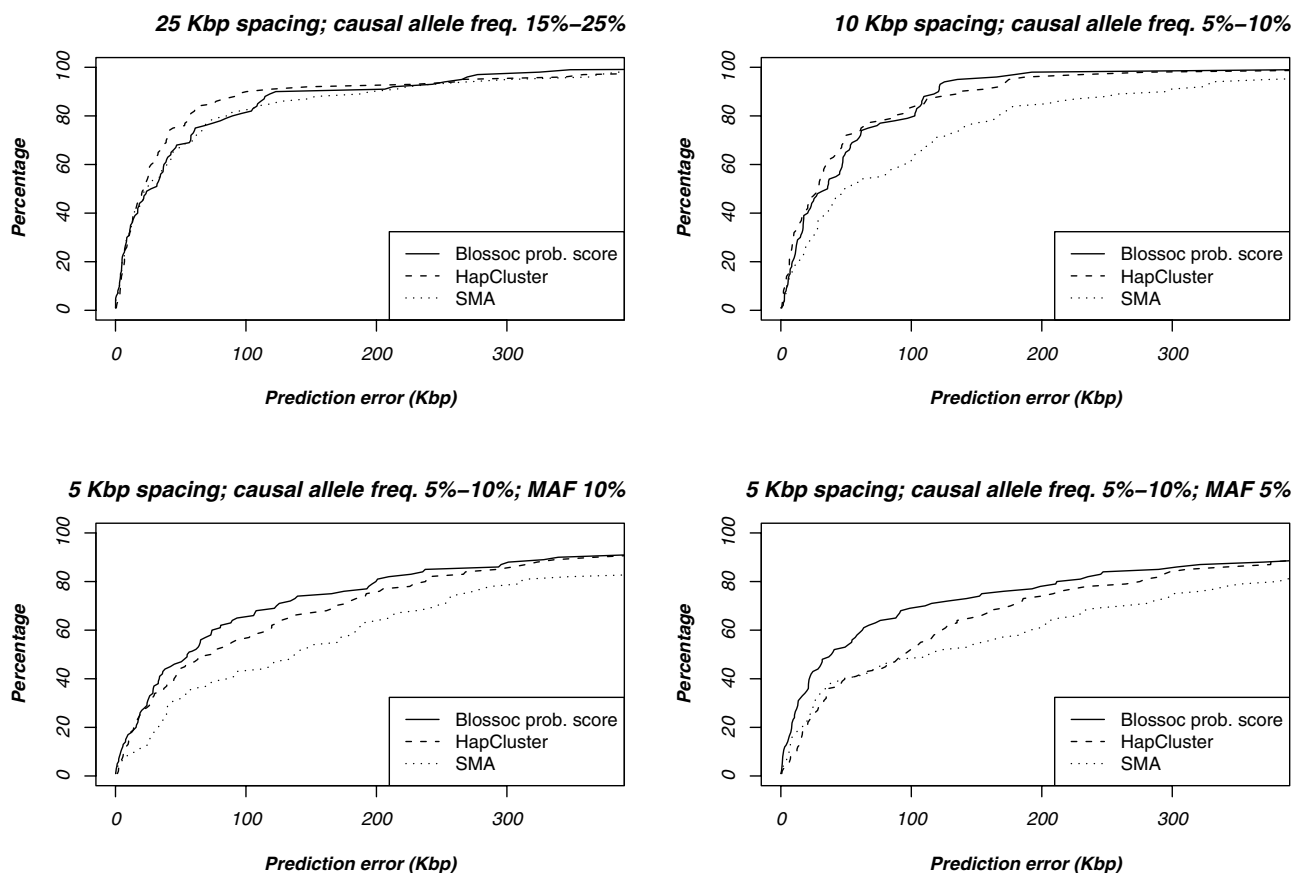 25 Kbp spacing; causal allele freq. 15%−25%
Percentage
100
80
60
40
20
0
Blossoc prob. score
HapCluster
SMA
0 100 200 300
Prediction error (Kbp)
10 Kbp spacing; causal allele freq. 5%−10%
Percentage
100
80
60
40
20
0
Blossoc prob. score
HapCluster
SMA
0 100 200 300
Prediction error (Kbp)
5 Kbp spacing; causal allele freq. 5%−10%; MAF 10%
Percentage
100
80
60
40
20
0
Blossoc prob. score
HapCluster
SMA
0 100 200 300
Prediction error (Kbp)
5 Kbp spacing; causal allele freq. 5%−10%; MAF 5%
Percentage
100
80
60
40
20
0
Blossoc prob. score
HapCluster
SMA
0 100 200 300
Prediction error (Kbp)